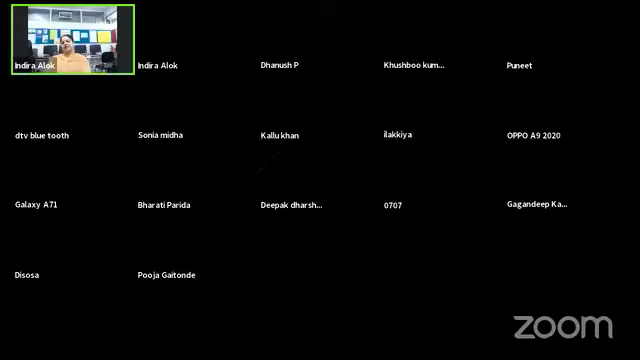 Indira Alok
Indira Alok
Dhanush P
Khushboo kum...
Puneet
dtv blue tooth
Sonia midha
Kallu khan
ilakkiya
OPPO A9 2020
Galaxy A71
Bharati Parida
Deepak dharsh...
0707
Gagandeep Ka...
Disosa
Pooja Gaitonde
zoom